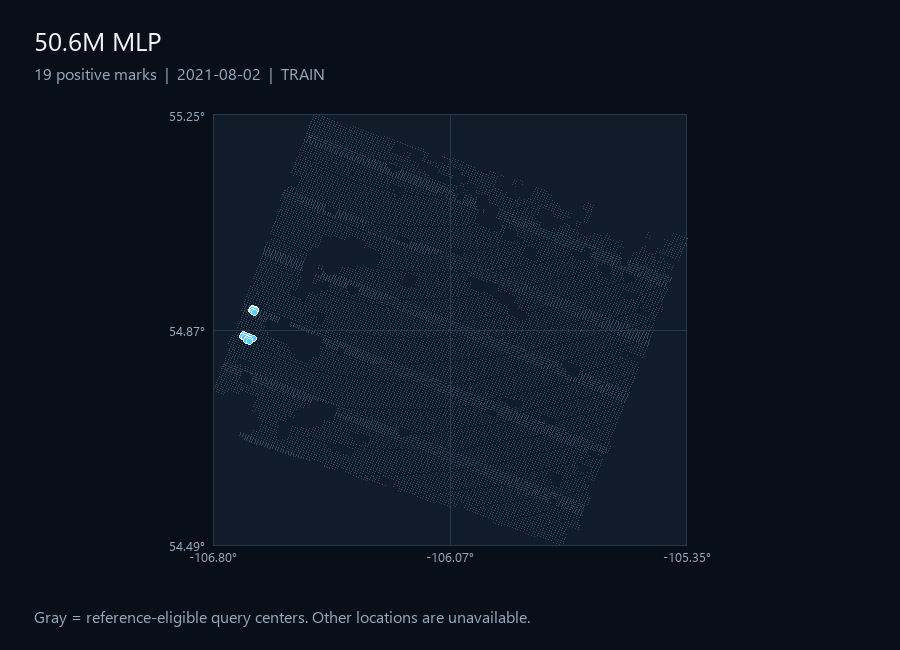 50.6M MLP
19 positive marks | 2021-08-02 | TRAIN
55.25°
54.87°
54.49°
-106.80°
-106.07°
-105.35°
Gray = reference-eligible query centers. Other locations are unavailable.